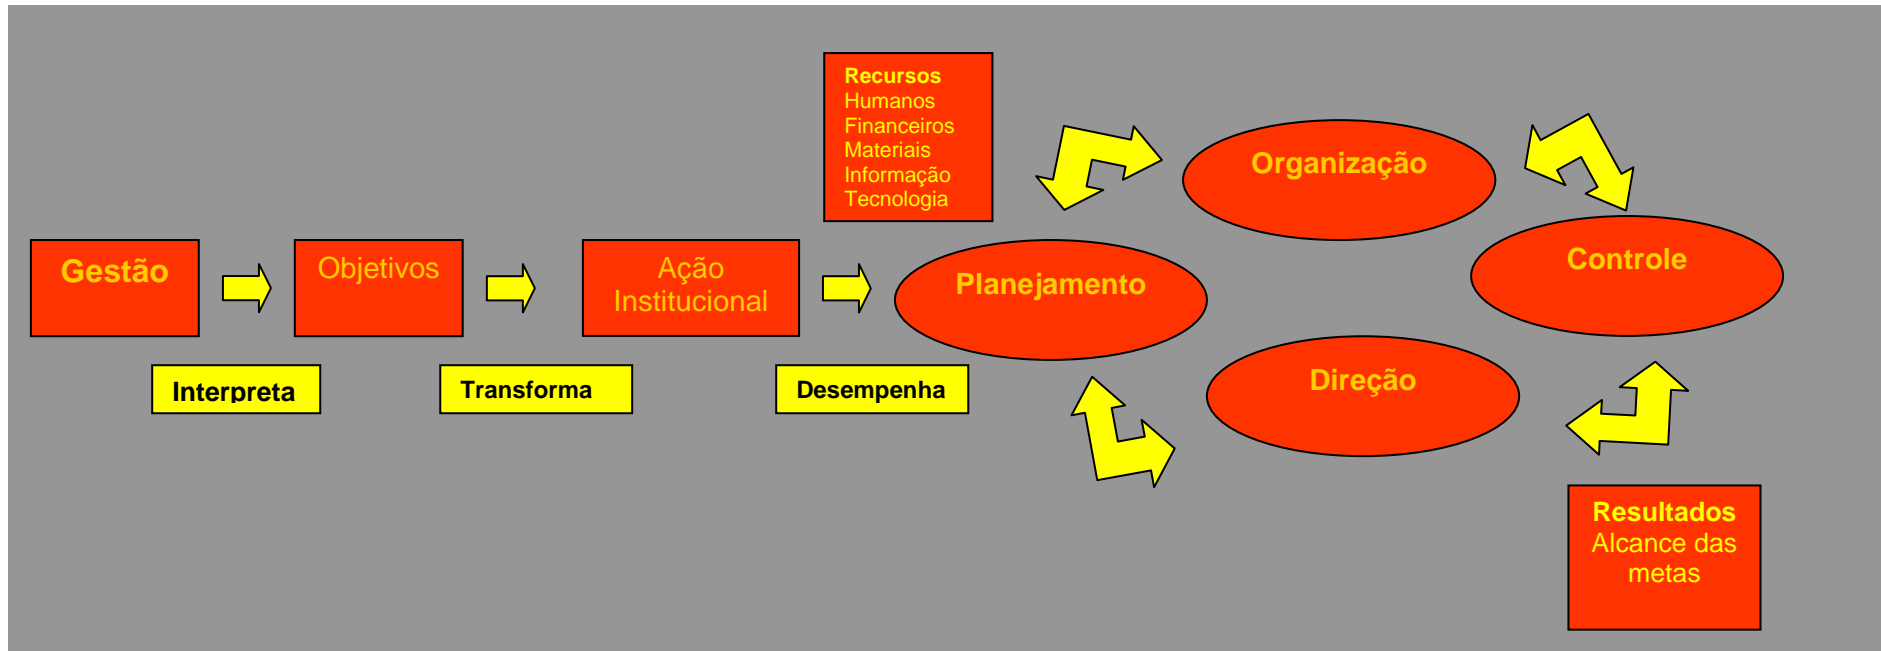 Recursos
Humanos
Financeiros
Materiais
Informação
Tecnologia
Organização
Controle
Gestão
Objetivos
Ação
Institucional
Planejamento
Direção
Interpreta
Transforma
Desempenha
Resultados
Alcance das
metas